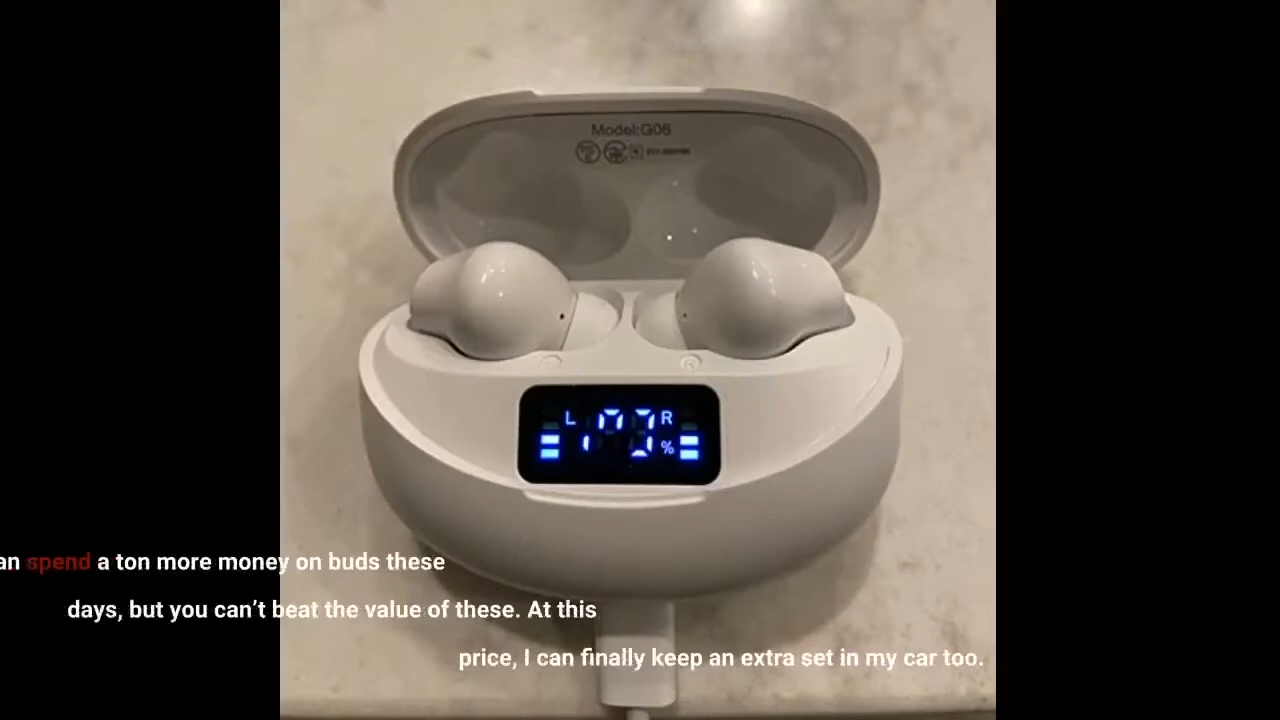 Model:G06
L R
%
an spend a ton more money on buds these
days, but you can’t beat the value of these. At this
price, I can finally keep an extra set in my car too.